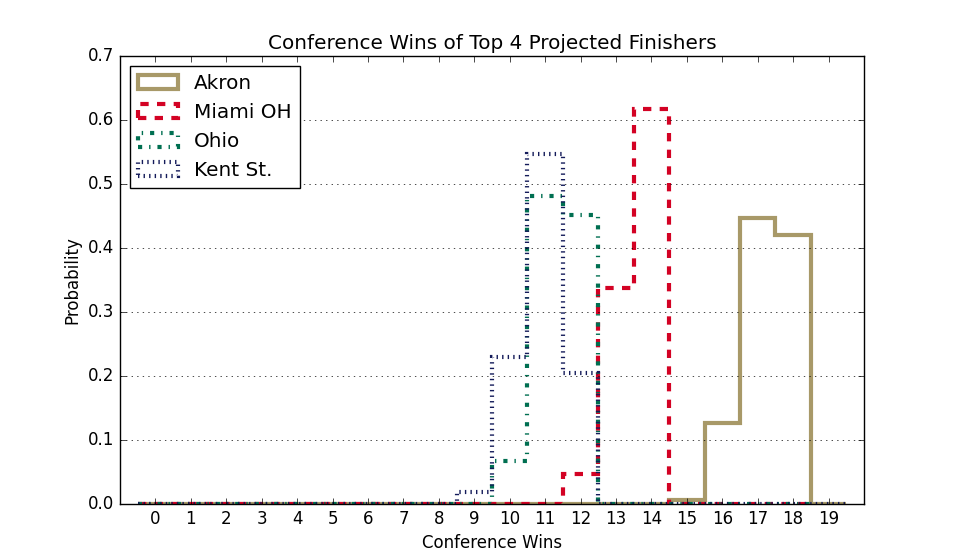 Conference Wins of Top 4 Projected Finishers
0.7
0.6
0.5
0.4
0.3
0.2
0.1
0.0
Probability
Akron
Miami OH
Ohio
Kent St.
0 1 2 3 4 5 6 7 8 9 10 11 12 13 14 15 16 17 18 19
Conference Wins